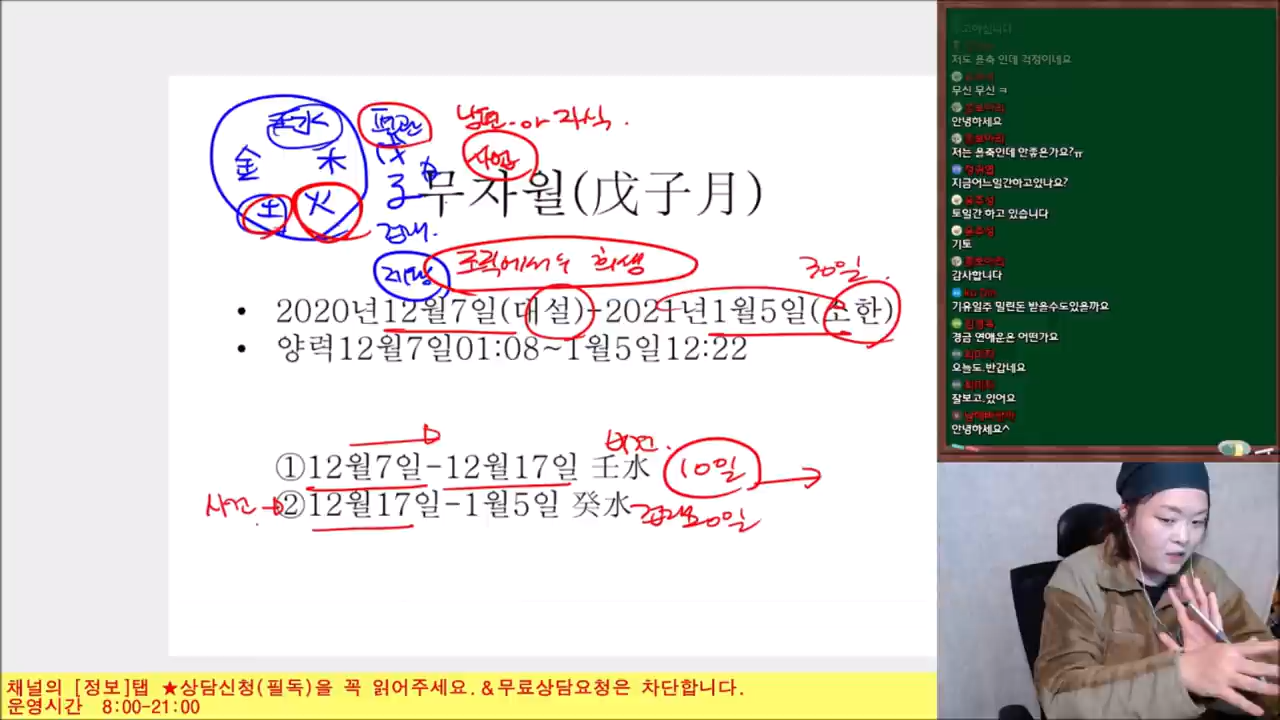 壬水 편관
金 木 戊
土 火 子
겁재.
남편.아 자식.
사업
무자월(戊子月)
재망
조직에서두 희생
30일.
• 2020년12월7일(대설)-2021년1월5일(소한)
• 양력12월7일01:08~1월5일12:22
비견.
①12월7일-12월17일 壬水 10일
사건
②12월17일-1월5일 癸水
20일
고하십니다
저도 을축 인데 걱정이네요
무신 무신 ㅋ
안녕하세요
저는 을축인데 안좋은가요?ㅠ
지금어느일간하고있나요?
토일간 하고 있습니다
기토
감사합니다
기유일주 밀린돈 받을수도있을까요
경금 연애운은 어떤가요
오늘도.반갑네요
잘보고.있어요
안녕하세요^
채널의 [정보]탭 ★상담신청(필독)을 꼭 읽어주세요.&무료상담요청은 차단합니다.
운영시간 8:00-21:00